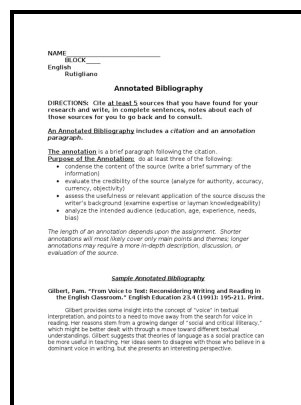 NAME___________________________
BLOCK____
English
Rutigliano
Annotated Bibliography
DIRECTIONS: Cite at least 5 sources that you have found for your
research and write, in complete sentences, notes about each of
those sources for you to go back and to consult.
An Annotated Bibliography includes a citation and an annotation
paragraph.
The annotation is a brief paragraph following the citation.
Purpose of the Annotation: do at least three of the following:
• condense the content of the source (write a brief summary of the
information)
• evaluate the credibility of the source (analyze for authority, accuracy,
currency, objectivity)
• assess the usefulness or relevant application of the source discuss the
writer's background (examine expertise or layman knowledgeability)
• analyze the intended audience (education, age, experience, needs,
bias)
The length of an annotation depends upon the assignment. Shorter
annotations will most likely cover only main points and themes; longer
annotations may require a more in-depth description, discussion, or
evaluation of the source.
Sample Annotated Bibliography
Gilbert, Pam. "From Voice to Text: Reconsidering Writing and Reading in
the English Classroom." English Education 23.4 (1991): 195-211. Print.
Gilbert provides some insight into the concept of "voice" in textual
interpretation, and points to a need to move away from the search for voice in
reading. Her reasons stem from a growing danger of "social and critical illiteracy,"
which might be better dealt with through a move toward different textual
understandings. Gilbert suggests that theories of language as a social practice can
be more useful in teaching. Her ideas seem to disagree with those who believe in a
dominant voice in writing, but she presents an interesting perspective.